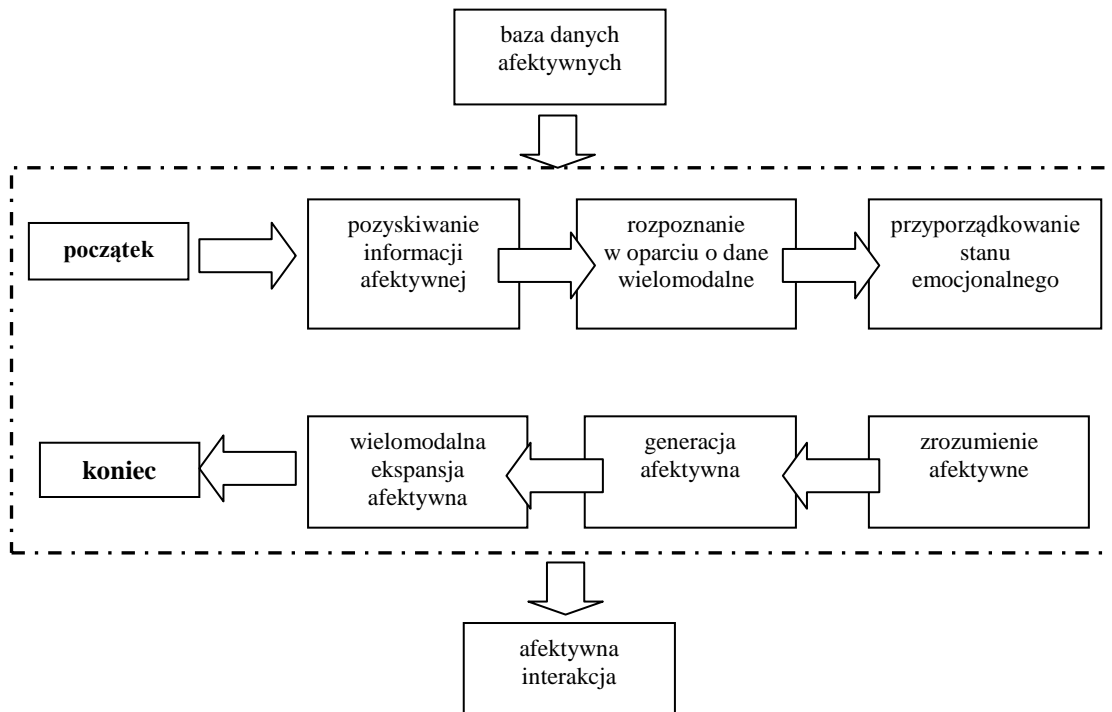 baza danych
afektywnych
początek
pozyskiwanie
informacji
afektywnej
rozpoznanie
w oparciu o dane
wielomodalne
przyporządkowanie
stanu
emocjonalnego
koniec
wielomodalna
ekspansja
afektywna
generacja
afektywna
zrozumienie
afektywne
afektywna
interakcja